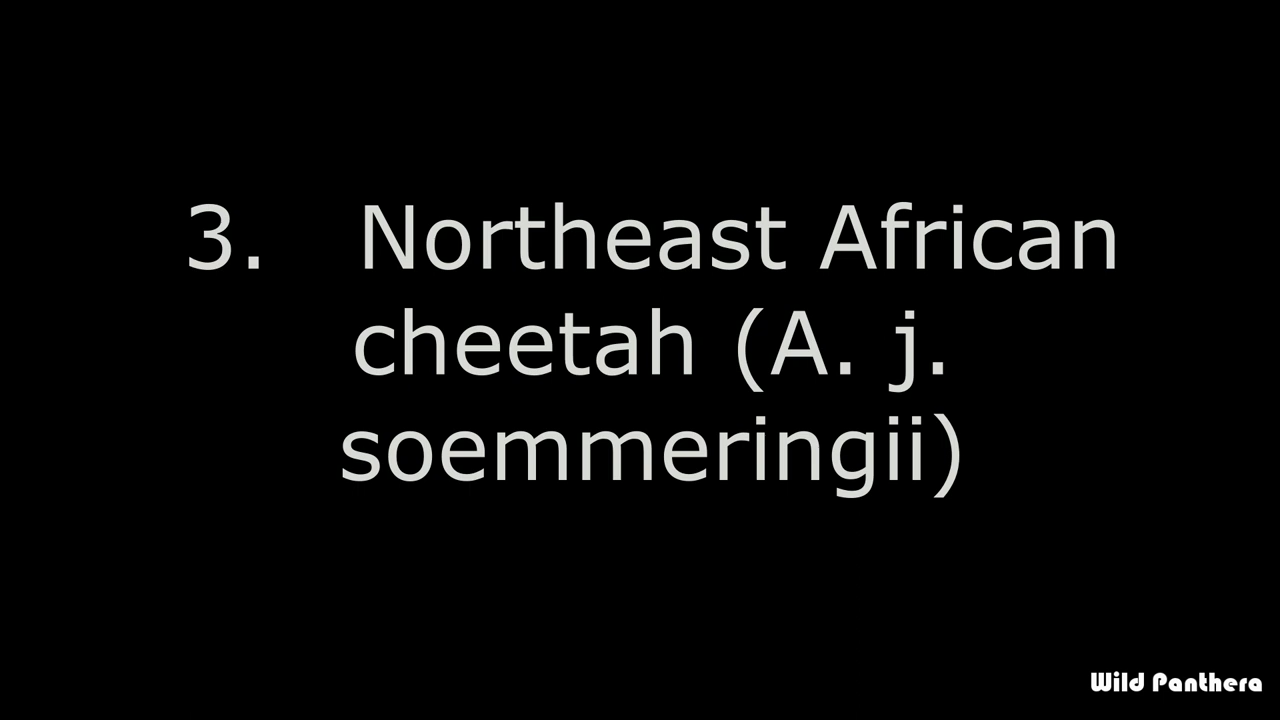 3. Northeast African
cheetah (A. j.
soemmeringii)
Wild Panthera